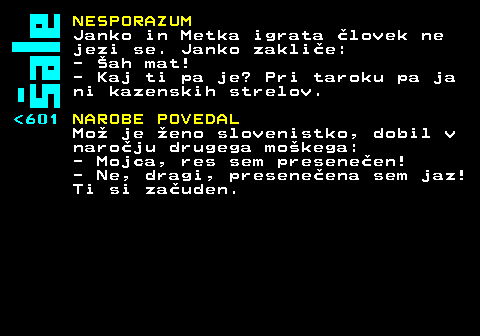 Šale
NESPORAZUM
Janko in Metka igrata človek ne
jezi se. Janko zakliče:
- Šah mat!
- Kaj ti pa je? Pri taroku pa ja
ni kazenskih strelov.
<601 NAROBE POVEDAL
Mož je ženo slovenistko, dobil v
naročju drugega moškega:
- Mojca, res sem presenečen!
- Ne, dragi, presenečena sem jaz!
Ti si začuden.